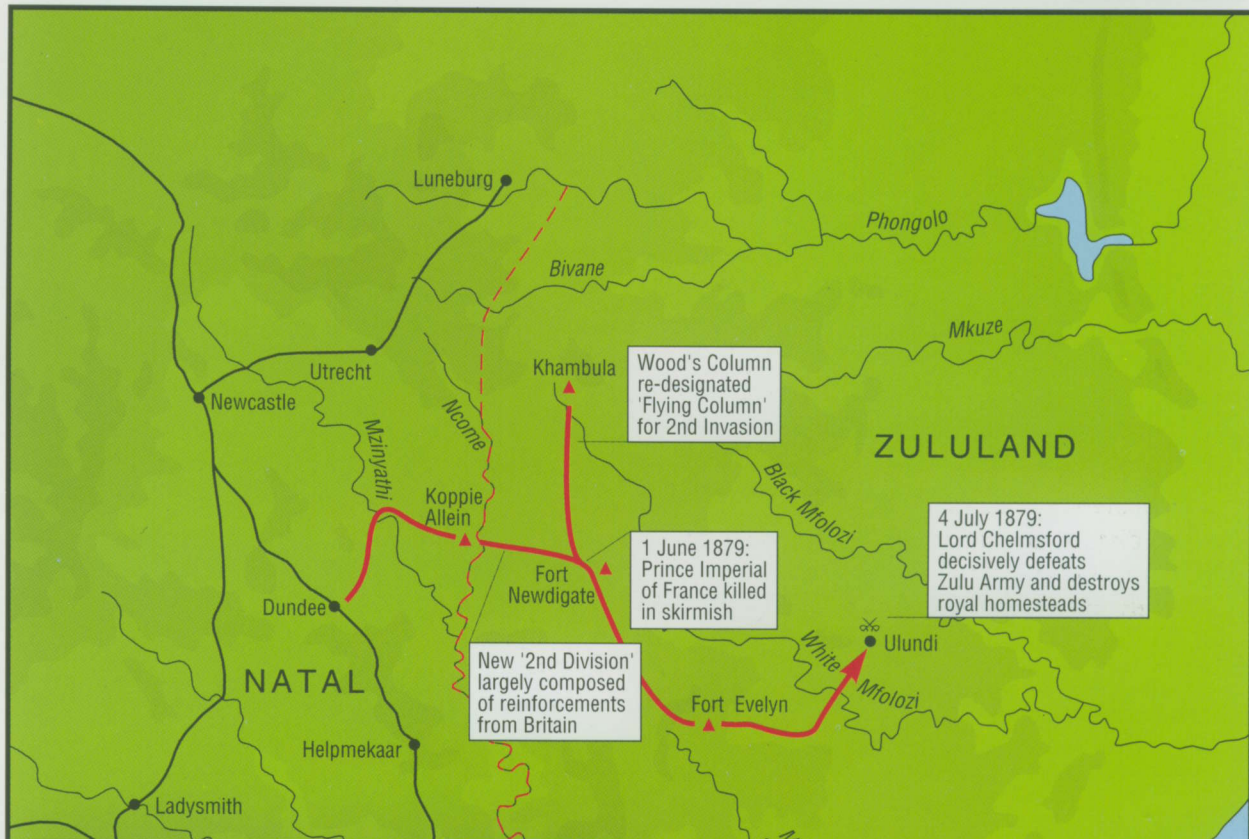 Luneburg
Phongolo
Bivane
Mkuze
Utrecht
Khambula
Wood's Column
re-designated
'Flying Column'
for 2nd Invasion
Newcastle
Ncome
Mzinyathi
ZULULAND
Black Mfolozi
Koppie
Allein
4 July 1879:
Lord Chelmsford
decisively defeats
Zulu Army and destroys
royal homesteads
1 June 1879:
Prince Imperial
of France killed
in skirmish
Fort
Newdigate
Dundee
Ulundi
White Mfolozi
New '2nd Division'
largely composed
of reinforcements
from Britain
NATAL
Fort Evelyn
Helpmekaar
Ladysmith